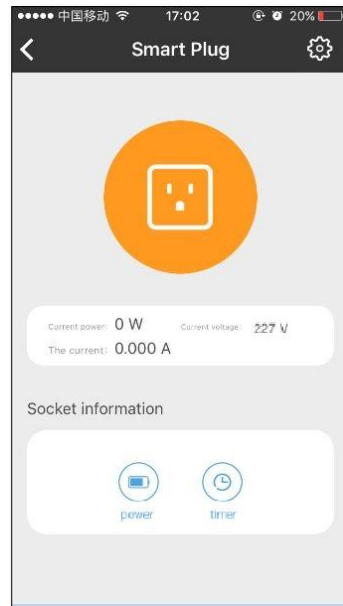 中国移动 17:02 20%
Smart Plug
Current power: 0 W Current voltage: 227 V
The current: 0.000 A
Socket information
power timer